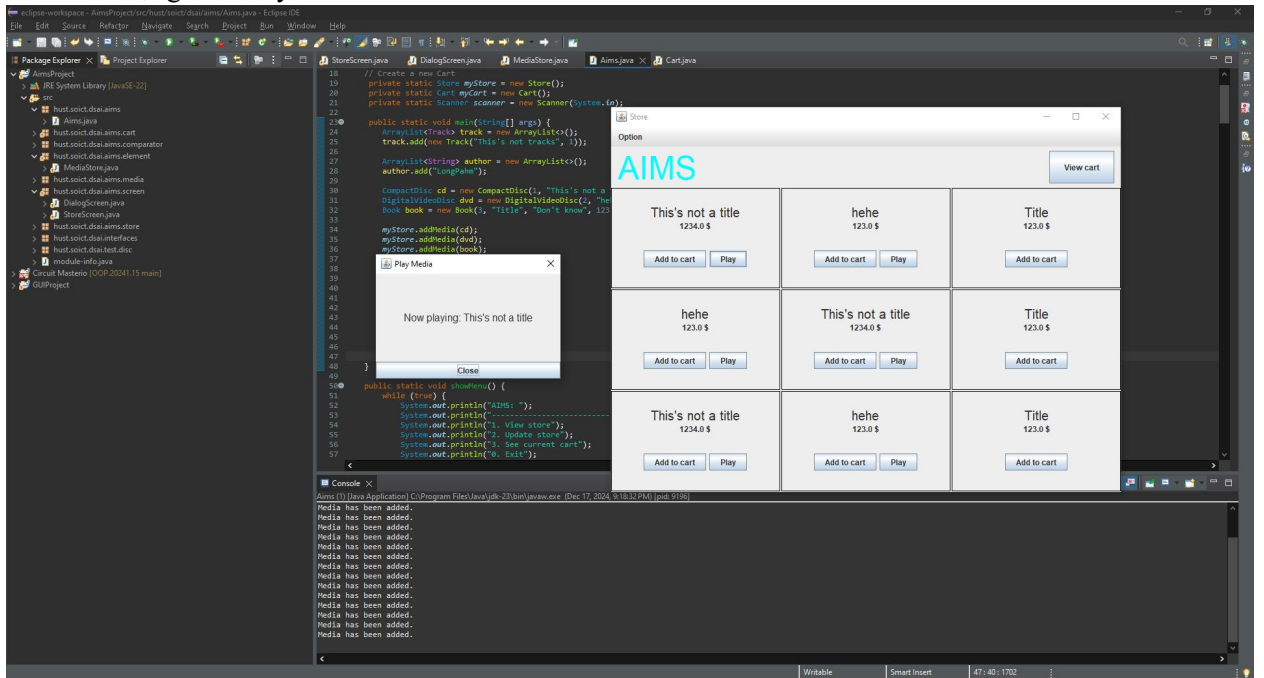 eclipse-workspace - AimsProject/src/hust/soict/dsai/aims/Aims.java - Eclipse IDE
File Edit Source Refactor Navigate Search Project Run Window Help
Package Explorer
Project Explorer
AimsProject
JRE System Library [JavaSE-22]
src
hust.soict.dsai.aims
Aims.java
hust.soict.dsai.aims.cart
hust.soict.dsai.aims.comparator
hust.soict.dsai.aims.element
MediaStore.java
hust.soict.dsai.aims.media
hust.soict.dsai.aims.screen
DialogScreen.java
StoreScreen.java
hust.soict.dsai.aims.store
hust.soict.dsai.interfaces
hust.soict.dsai.test.disc
module-info.java
Circuit Masterio [OOP.20241.15 main]
GUIProject
StoreScreen.java DialogScreen.java MediaStore.java Aims.java Cart.java
18 // Create a new Cart
19 private static Store myStore = new Store();
20 private static Cart myCart = new Cart();
21 private static Scanner scanner = new Scanner(System.in);
22
23 public static void main(String[] args) {
24 ArrayList<Track> track = new ArrayList<>();
25 track.add(new Track("This's not tracks", 1));
26
27 ArrayList<String> author = new ArrayList<>();
28 author.add("LongPahm");
29
30 CompactDisc cd = new CompactDisc(1, "This's not a
31 DigitalVideoDisc dvd = new DigitalVideoDisc(2, "he
32 Book book = new Book(3, "Title", "Don't know", 123
33
34 myStore.addMedia(cd);
35 myStore.addMedia(dvd);
36 myStore.addMedia(book);
37
38
39
40
41
42
43
44
45
46
47
48 }
49
50 public static void showMenu() {
51 while (true) {
52 System.out.println("AIMS: ");
53 System.out.println("--------------------------
54 System.out.println("1. View store");
55 System.out.println("2. Update store");
56 System.out.println("3. See current cart");
57 System.out.println("0. Exit");
Play Media
Now playing: This's not a title
Close
Store
Option
AIMS
View cart
This's not a title
1234.0 $
Add to cart Play
hehe
123.0 $
Add to cart Play
Title
123.0 $
Add to cart
hehe
123.0 $
Add to cart Play
This's not a title
1234.0 $
Add to cart Play
Title
123.0 $
Add to cart
This's not a title
1234.0 $
Add to cart Play
hehe
123.0 $
Add to cart Play
Title
123.0 $
Add to cart
Console
Aims (1) [Java Application] C:\Program Files\Java\jdk-23\bin\javaw.exe (Dec 17, 2024, 9:18:32 PM) [pid: 9196]
Media has been added.
Media has been added.
Media has been added.
Media has been added.
Media has been added.
Media has been added.
Media has been added.
Media has been added.
Media has been added.
Media has been added.
Media has been added.
Media has been added.
Media has been added.
Media has been added.
Writable Smart Insert 47 : 40 : 1702